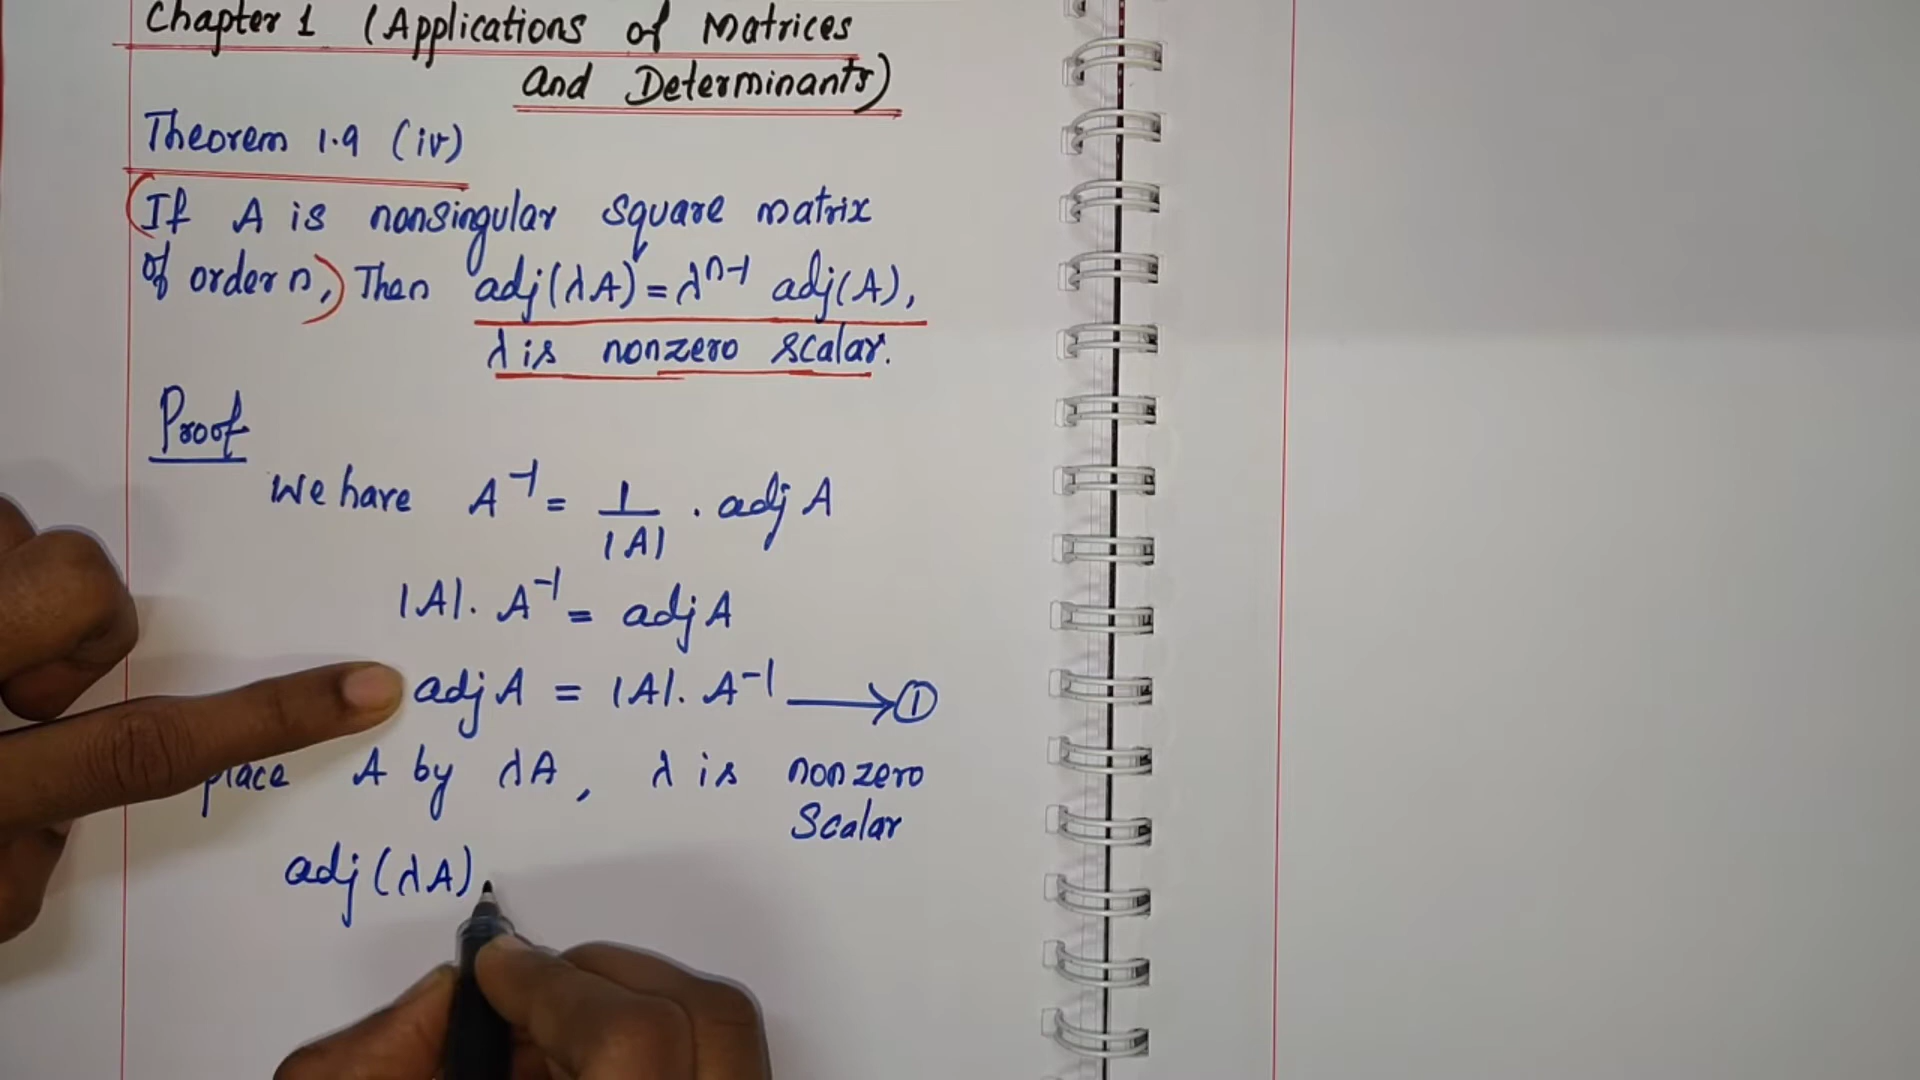 Chapter 1 (Applications of Matrices
and Determinants)
Theorem 1.9 (iv)
If A is nonsingular square matrix
of order n, Then adj(λA) = λⁿ⁻¹ adj(A),
λ is nonzero scalar.
Proof
We have A⁻¹ = 1/|A| . adj A
|A|. A⁻¹ = adj A
adj A = |A|. A⁻¹ ⟶ ①
place A by λA, λ is nonzero
Scalar
adj(λA)